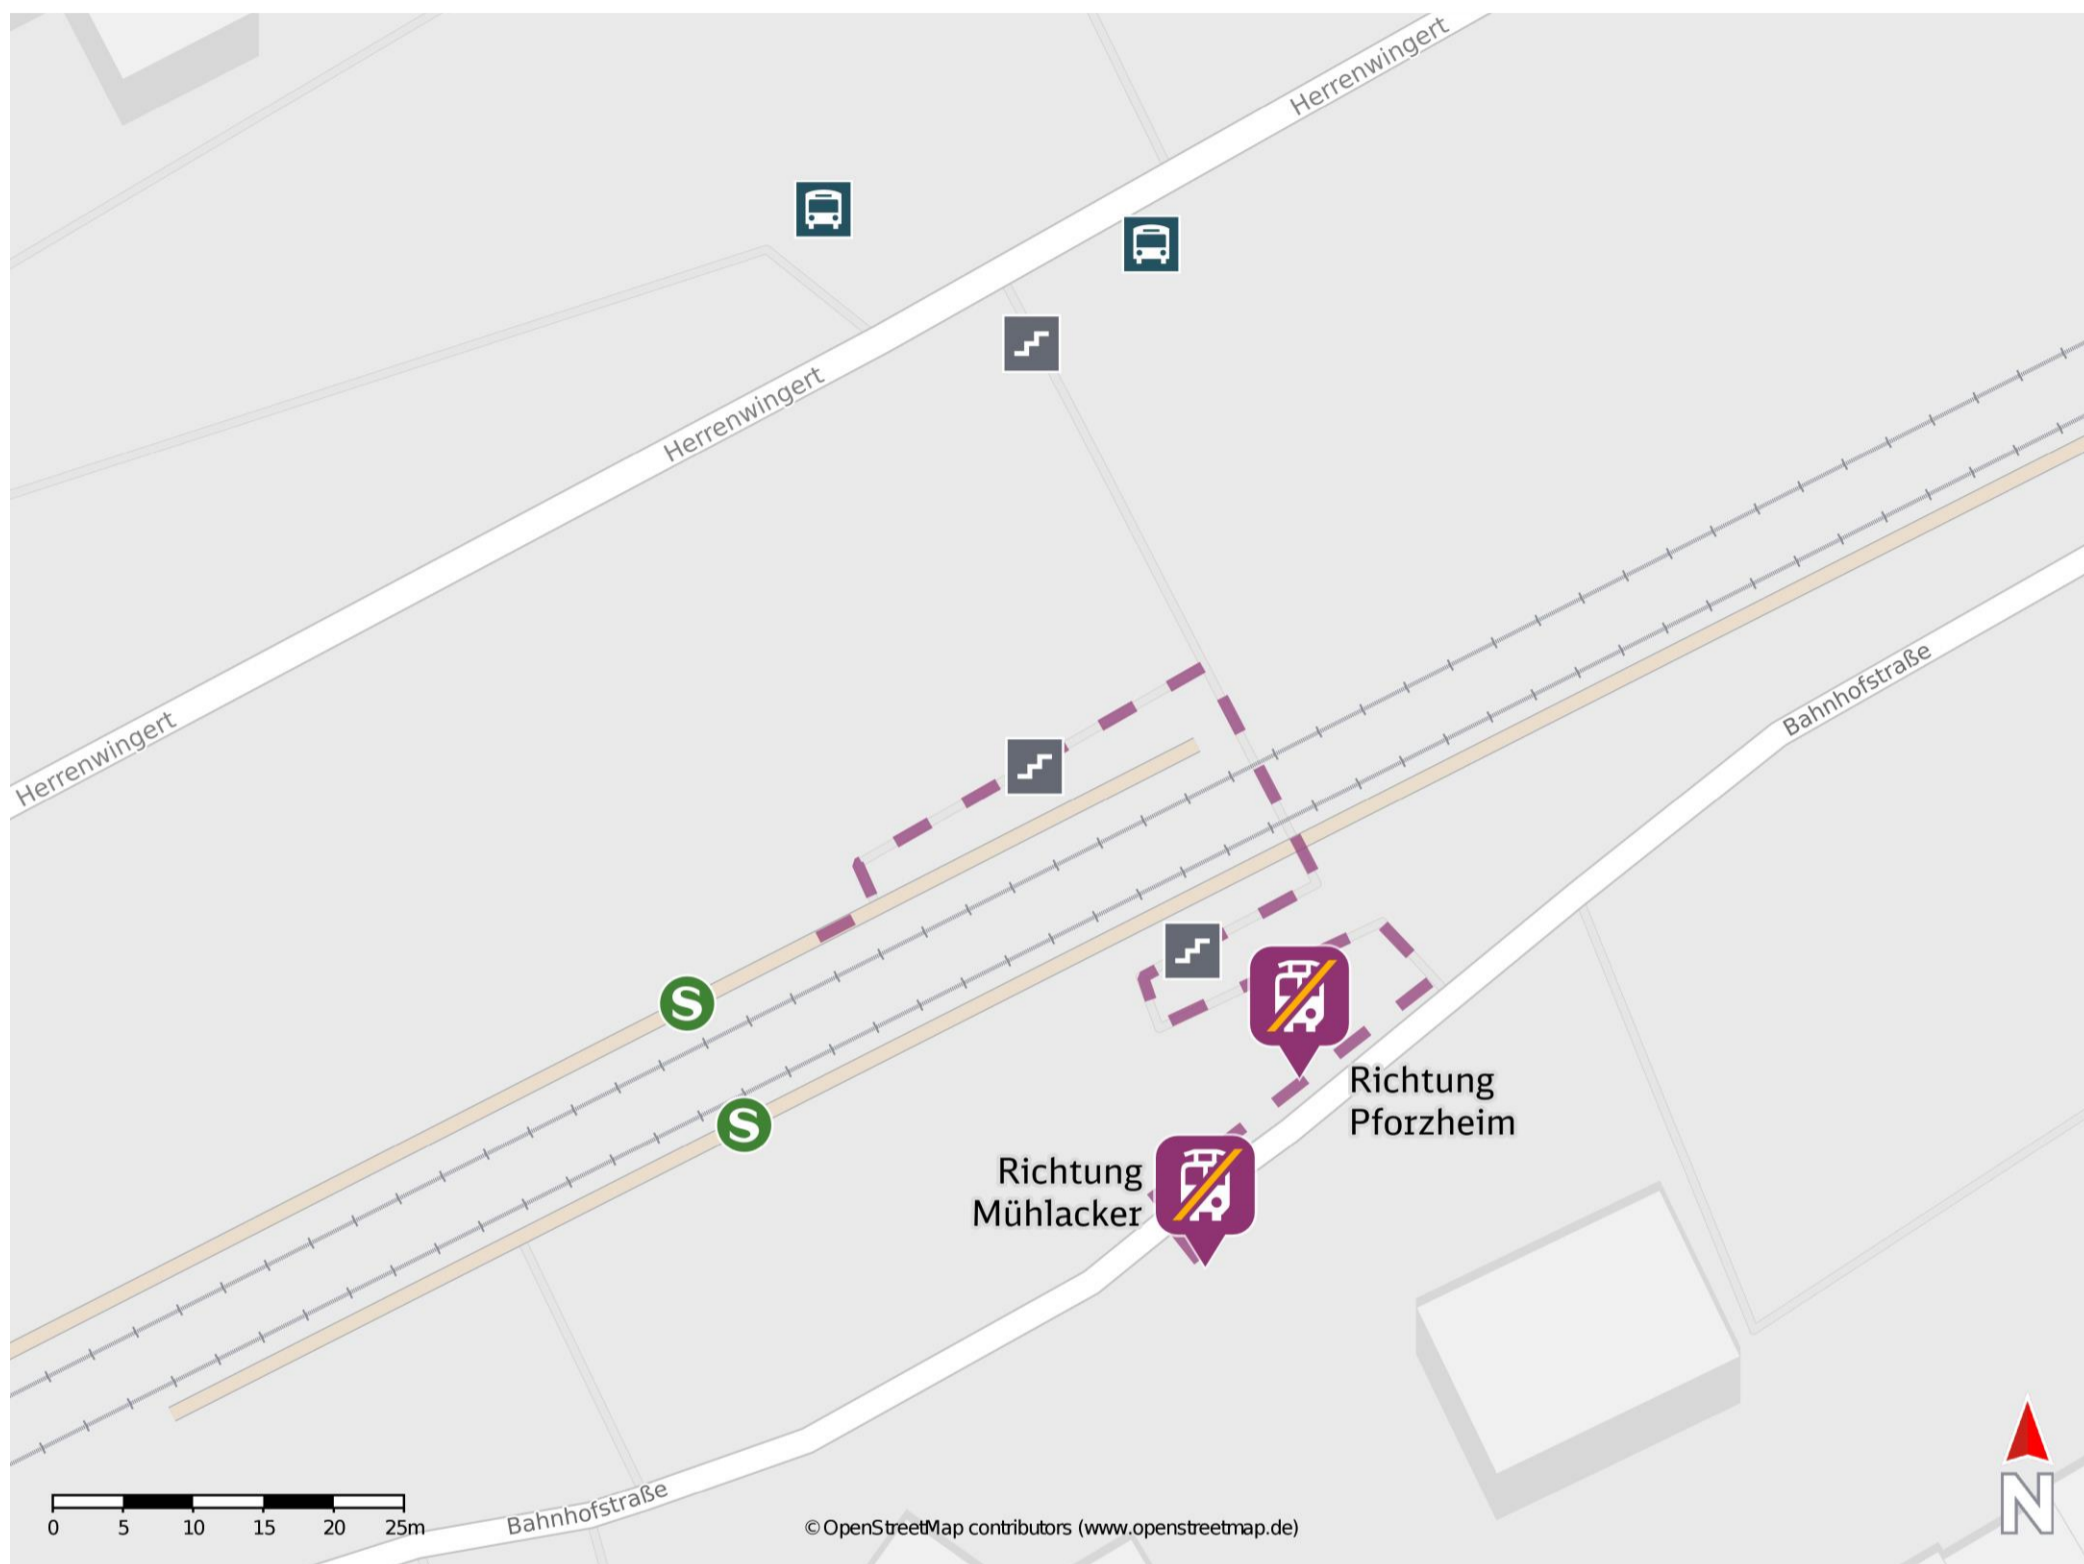 Herrenwingert
Herrenwingert
Herrenwingert
Bahnhofstraße
S
S
Richtung
Pforzheim
Richtung
Mühlacker
Bahnhofstraße
0 5 10 15 20 25m
© OpenStreetMap contributors (www.openstreetmap.de)
N